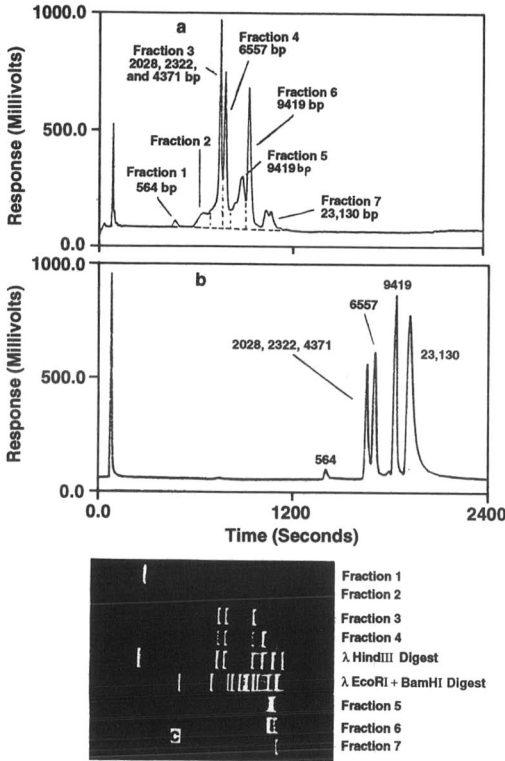 a
Response (Millivolts)
1000.0
500.0
0.0
Fraction 3
2028, 2322,
and 4371 bp
Fraction 4
6557 bp
Fraction 6
9419 bp
Fraction 2
Fraction 5
9419 bp
Fraction 1
564 bp
Fraction 7
23,130 bp
b
Response (Millivolts)
1000.0
500.0
0.0
9419
6557
2028, 2322, 4371
23,130
564
0.0
1200
2400
Time (Seconds)
Fraction 1
Fraction 2
Fraction 3
Fraction 4
λ HindIII Digest
λ EcoRI + BamHI Digest
Fraction 5
Fraction 6
Fraction 7
c